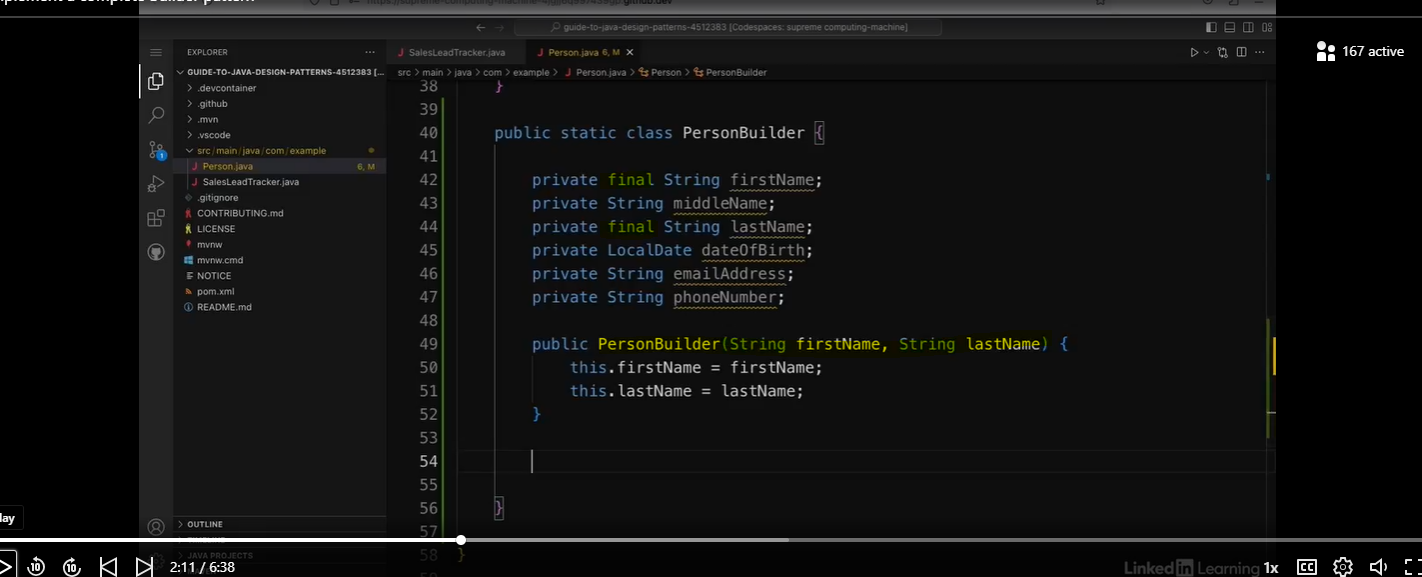 guide-to-java-design-patterns-4512383 [Codespaces: supreme computing-machine]
167 active
EXPLORER
SalesLeadTracker.java
Person.java 6, M
GUIDE-TO-JAVA-DESIGN-PATTERNS-4512383 [...
src > main > java > com > example > Person.java > Person > PersonBuilder
.devcontainer
.github
.mvn
.vscode
src/main/java/com/example
Person.java 6, M
SalesLeadTracker.java
.gitignore
CONTRIBUTING.md
LICENSE
mvnw
mvnw.cmd
NOTICE
pom.xml
README.md
38 }
39
40 public static class PersonBuilder {
41
42 private final String firstName;
43 private String middleName;
44 private final String lastName;
45 private LocalDate dateOfBirth;
46 private String emailAddress;
47 private String phoneNumber;
48
49 public PersonBuilder(String firstName, String lastName) {
50 this.firstName = firstName;
51 this.lastName = lastName;
52 }
53
54
55
56 }
57
58 }
OUTLINE
TIMELINE
JAVA PROJECTS
lay
10
10
2:11 / 6:38
LinkedIn Learning
1x
CC